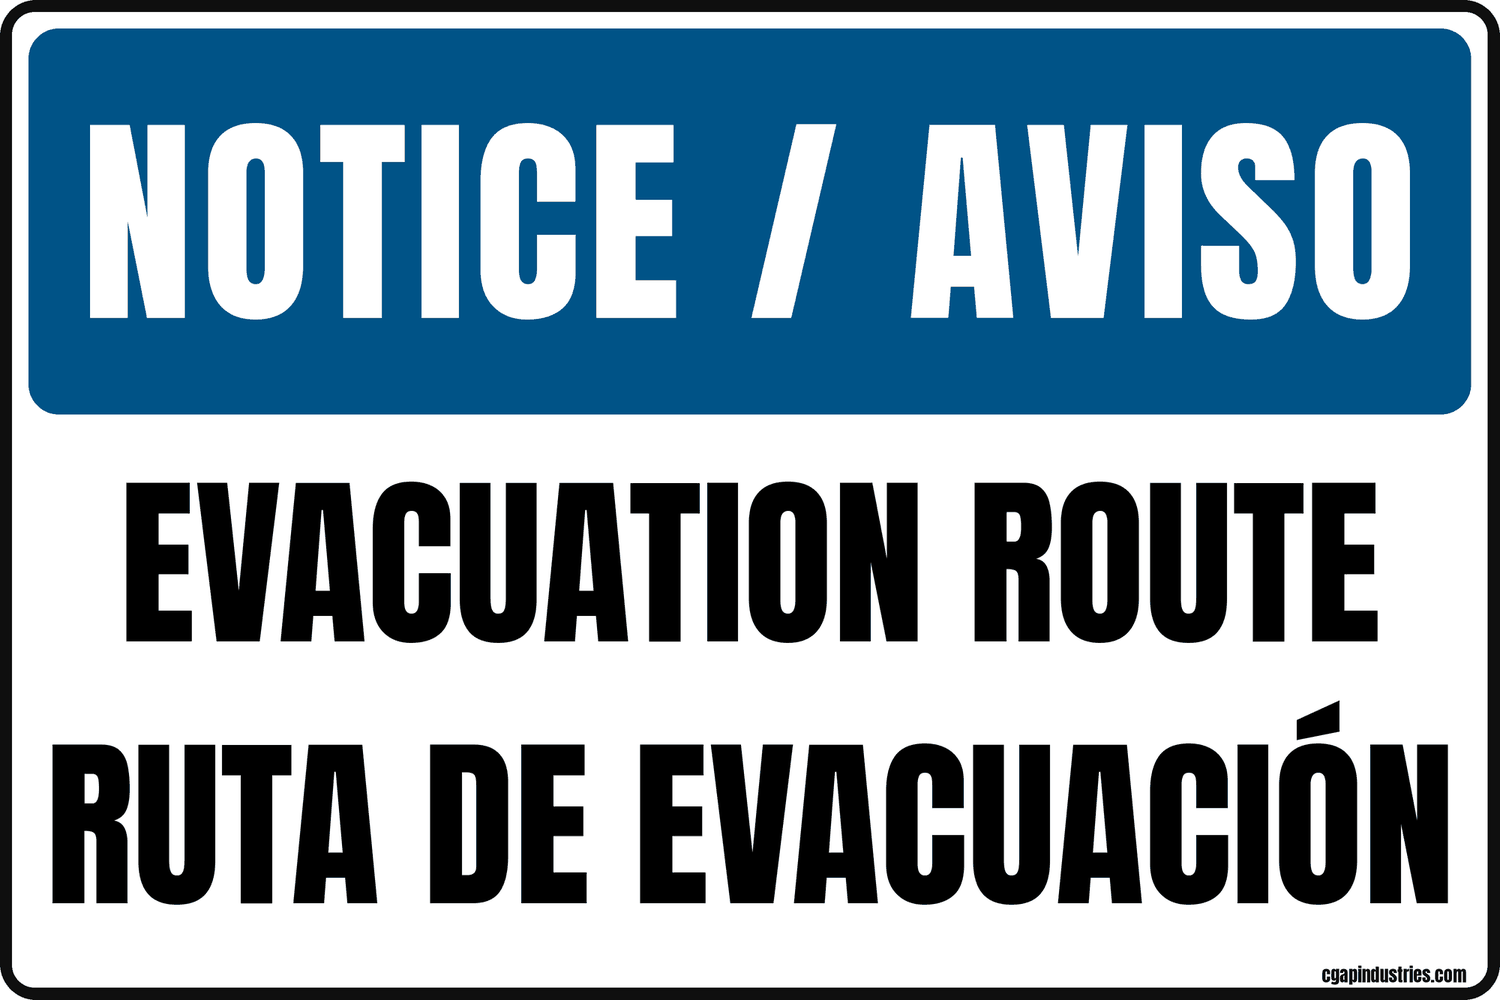 NOTICE / AVISO
EVACUATION ROUTE
RUTA DE EVACUACIÓN
cgapindustries.com